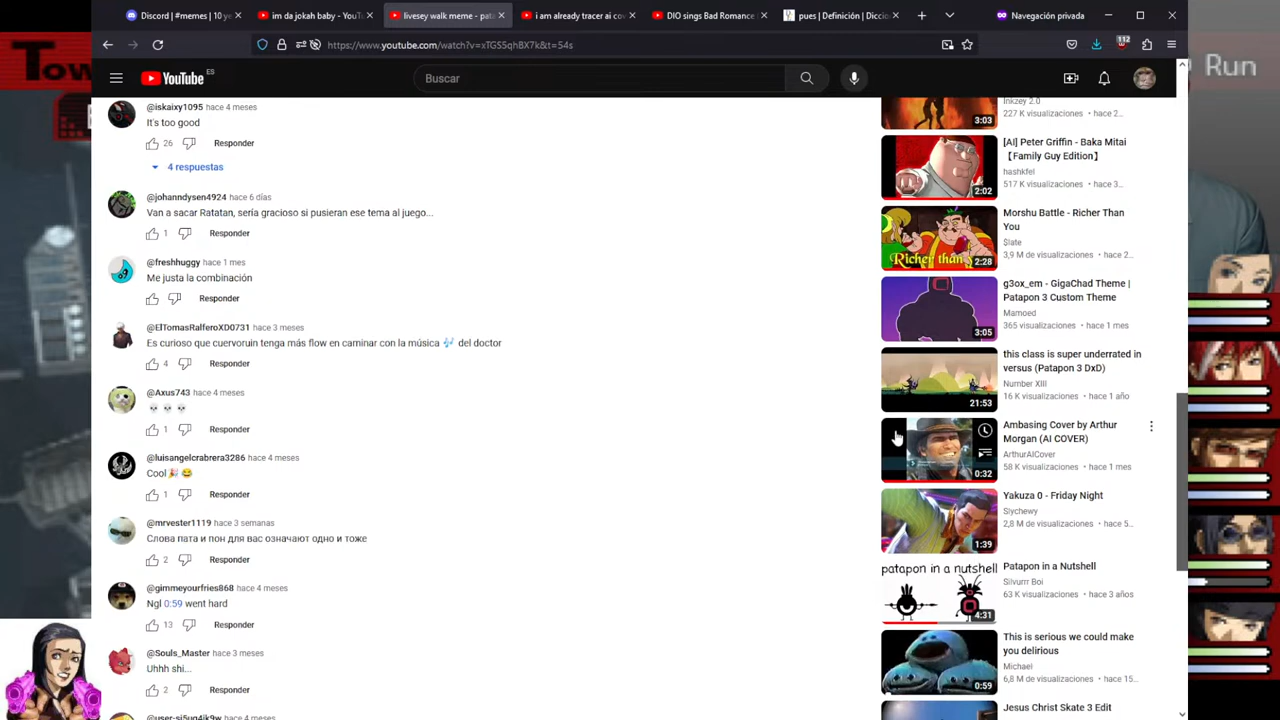 Discord | #memes | 10 ye
im da jokah baby - YouTu
livesey walk meme - pata
i am already tracer ai co
DIO sings Bad Romance
pues | Definición | Dicci
Navegación privada
https://www.youtube.com/watch?v=xTGS5qhBX7k&t=54s
112
Tow
Run
YouTube ES
Buscar
@iskaixy1095 hace 4 meses
It's too good
26 Responder
4 respuestas
@johanndysen4924 hace 6 días
Van a sacar Ratatan, sería gracioso si pusieran ese tema al juego...
1 Responder
@freshhuggy hace 1 mes
Me justa la combinación
Responder
@ElTomasRalferoXD0731 hace 3 meses
Es curioso que cuervoruin tenga más flow en caminar con la música 🎶 del doctor
4 Responder
@Axus743 hace 4 meses
💀 💀 💀
1 Responder
@luisangelcrabrera3286 hace 4 meses
Cool🎉😂
1 Responder
@mrvester1119 hace 3 semanas
Слова пата и пон для вас означают одно и тоже
2 Responder
@gimmeyourfries868 hace 4 meses
Ngl 0:59 went hard
13 Responder
@Souls_Master hace 3 meses
Uhhh shi...
2 Responder
@user-si5ug4ik9w hace 4 meses
Inkzey 2.0
227 K visualizaciones • hace 2...
3:03
[AI] Peter Griffin - Baka Mitai
【Family Guy Edition】
hashkfel
517 K visualizaciones • hace 3...
2:02
Morshu Battle - Richer Than
You
$late
3,9 M de visualizaciones • hace 2...
Richer than
2:28
g3ox_em - GigaChad Theme |
Patapon 3 Custom Theme
Mamoed
365 visualizaciones • hace 1 mes
3:05
this class is super underrated in
versus (Patapon 3 DxD)
Number XIII
16 K visualizaciones • hace 1 año
21:53
Ambasing Cover by Arthur
Morgan (AI COVER)
ArthurAICover
58 K visualizaciones • hace 1 mes
0:32
Yakuza 0 - Friday Night
Slychewy
2,8 M de visualizaciones • hace 5...
1:39
patapon in a nutshell
Patapon in a Nutshell
Silvurrr Boi
63 K visualizaciones • hace 3 años
4:31
This is serious we could make
you delirious
Michael
6,8 M de visualizaciones • hace 15...
0:59
Jesus Christ Skate 3 Edit